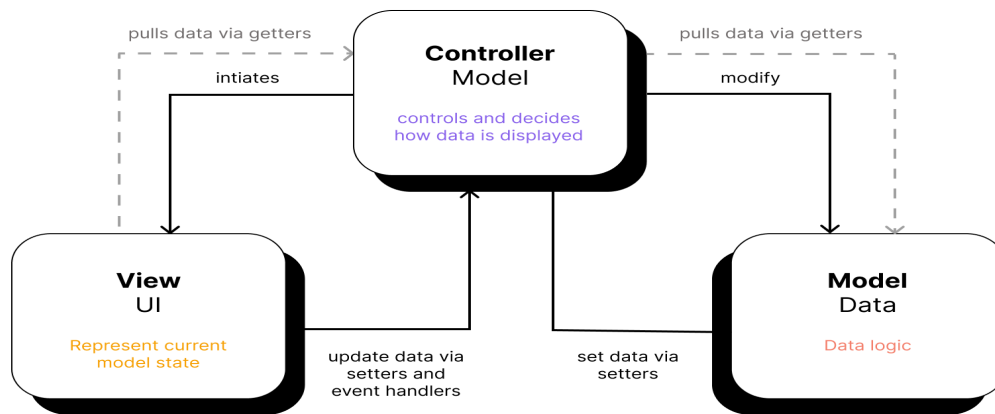 pulls data via getters
pulls data via getters
Controller
Model
intiates
modify
controls and decides
how data is displayed
View
UI
Represent current
model state
Model
Data
Data logic
update data via
setters and
event handlers
set data via
setters